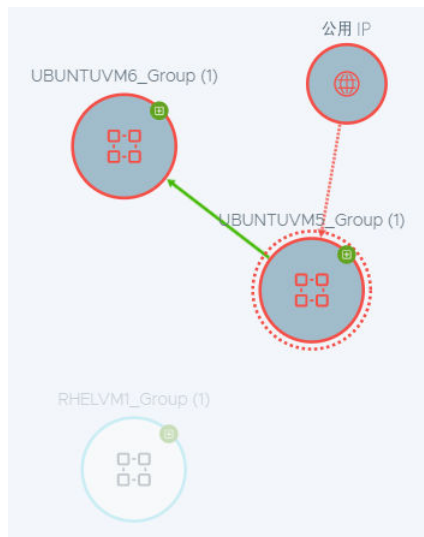 公用 IP
UBUNTUVM6_Group (1)
UBUNTUVM5_Group (1)
RHELVM1_Group (1)